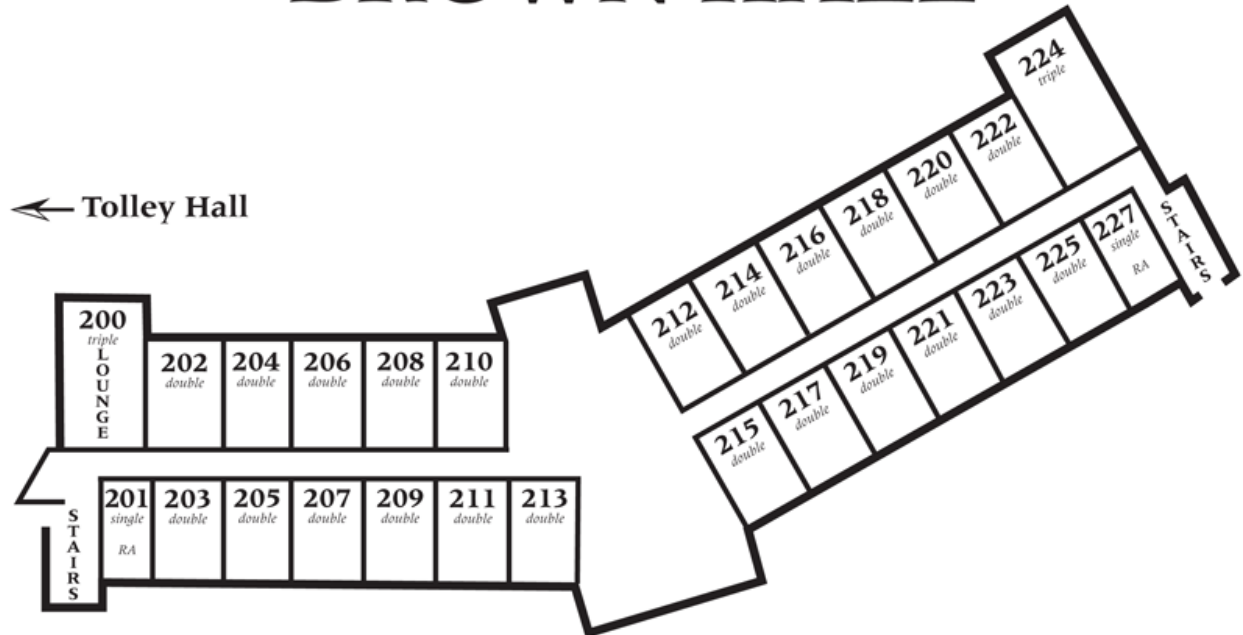 Tolley Hall
224
triple
222
double
220
double
218
double
216
double
214
double
212
double
227
single
RA
225
double
223
double
221
double
219
double
217
double
215
double
STAIRS
200
triple
LOUNGE
202
double
204
double
206
double
208
double
210
double
201
single
RA
203
double
205
double
207
double
209
double
211
double
213
double
STAIRS